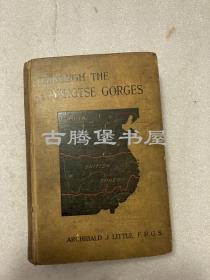 THROUGH THE
YANGTSE GORGES
古腾堡书屋
ARCHIBALD J LITTLE, F.R.G.S.